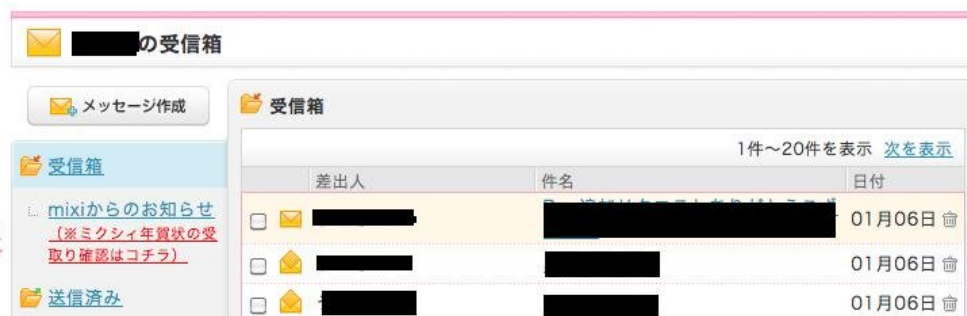 の受信箱
メッセージ作成
受信箱
受信箱
1件~20件を表示 次を表示
差出人 件名 日付
mixiからのお知らせ
(※ミクシィ年賀状の受
取り確認はコチラ)
01月06日
01月06日
送信済み
01月06日